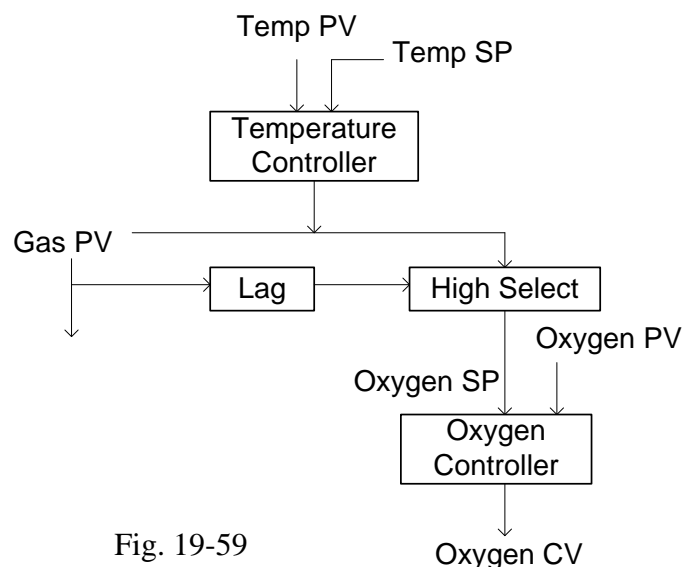 Temp PV
Temp SP
Temperature
Controller
Gas PV
Lag
High Select
Oxygen PV
Oxygen SP
Oxygen
Controller
Fig. 19-59
Oxygen CV